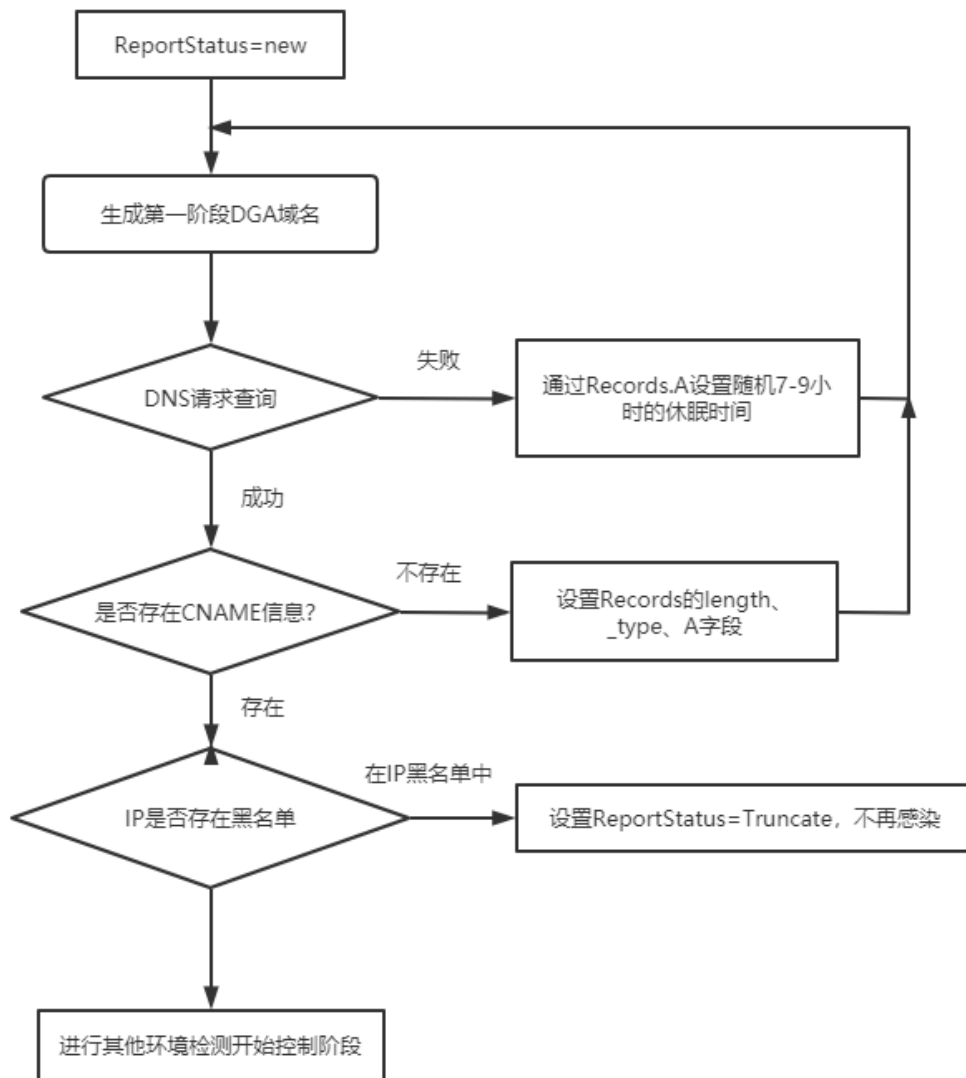 ReportStatus=new
生成第一阶段DGA域名
DNS请求查询
失败
通过Records.A设置随机7-9小
时的休眠时间
成功
是否存在CNAME信息?
不存在
设置Records的length、
_type、A字段
存在
IP是否存在黑名单
在IP黑名单中
设置ReportStatus=Truncate，不再感染
进行其他环境检测开始控制阶段